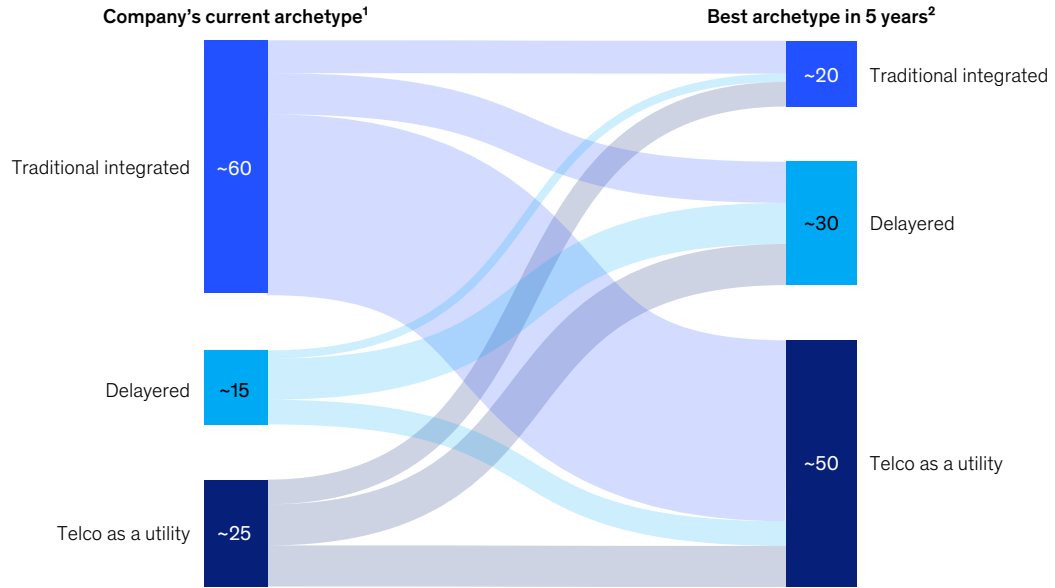 Company's current archetype¹
Best archetype in 5 years²
Traditional integrated
~60
Delayered
~15
Telco as a utility
~25
~20
Traditional integrated
~30
Delayered
~50
Telco as a utility